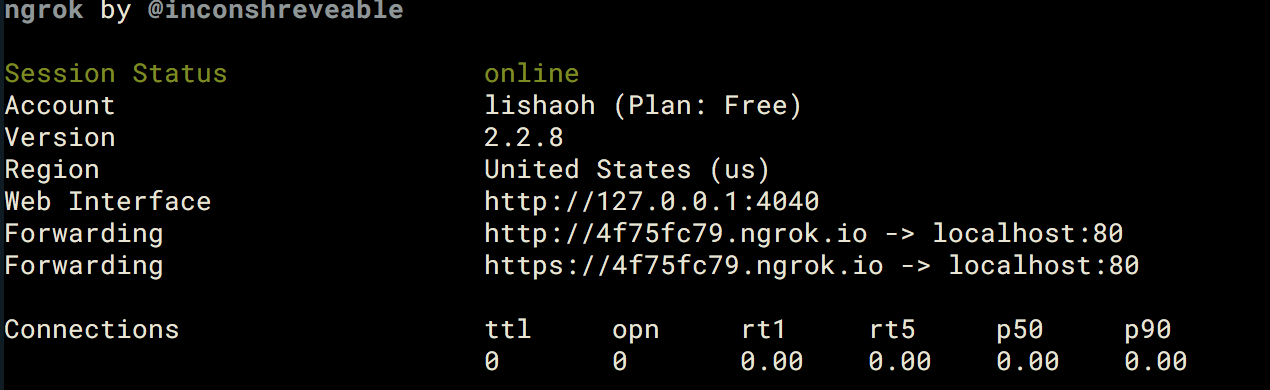 ngrok by @inconshreveable
Session Status online
Account lishaoh (Plan: Free)
Version 2.2.8
Region United States (us)
Web Interface http://127.0.0.1:4040
Forwarding http://4f75fc79.ngrok.io -> localhost:80
Forwarding https://4f75fc79.ngrok.io -> localhost:80
Connections ttl opn rt1 rt5 p50 p90
0 0 0.00 0.00 0.00 0.00